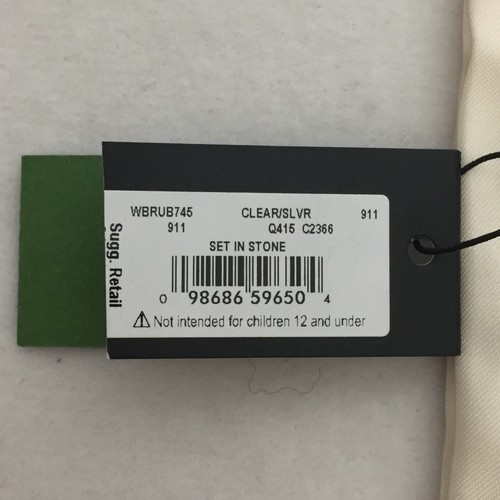 WBRUB745 CLEAR/SLVR 911
911 Q415 C2366
SET IN STONE
0 98686 59650 4
Not intended for children 12 and under
Sugg. Retail